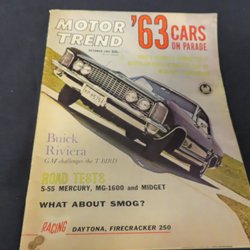 MOTOR TREND
'63 CARS
ON PARADE
Buick
Riviera
GM challenges the T-BIRD
ROAD TESTS
S-55 MERCURY, MG-1600 and MIDGET
WHAT ABOUT SMOG?
RACING DAYTONA, FIRECRACKER 250